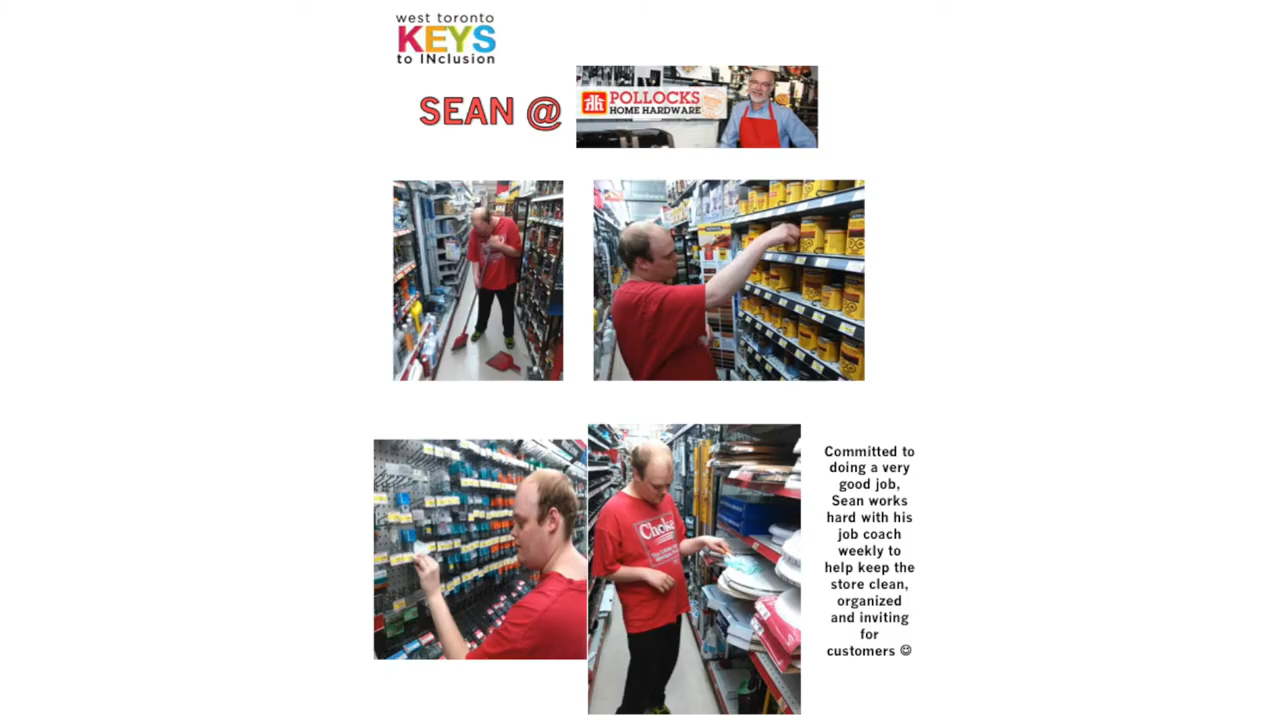 west toronto
KEYS
to INclusion
SEAN @
POLLOCKS
HOME HARDWARE
Choke
Committed to
doing a very
good job,
Sean works
hard with his
job coach
weekly to
help keep the
store clean,
organized
and inviting
for
customers ☺